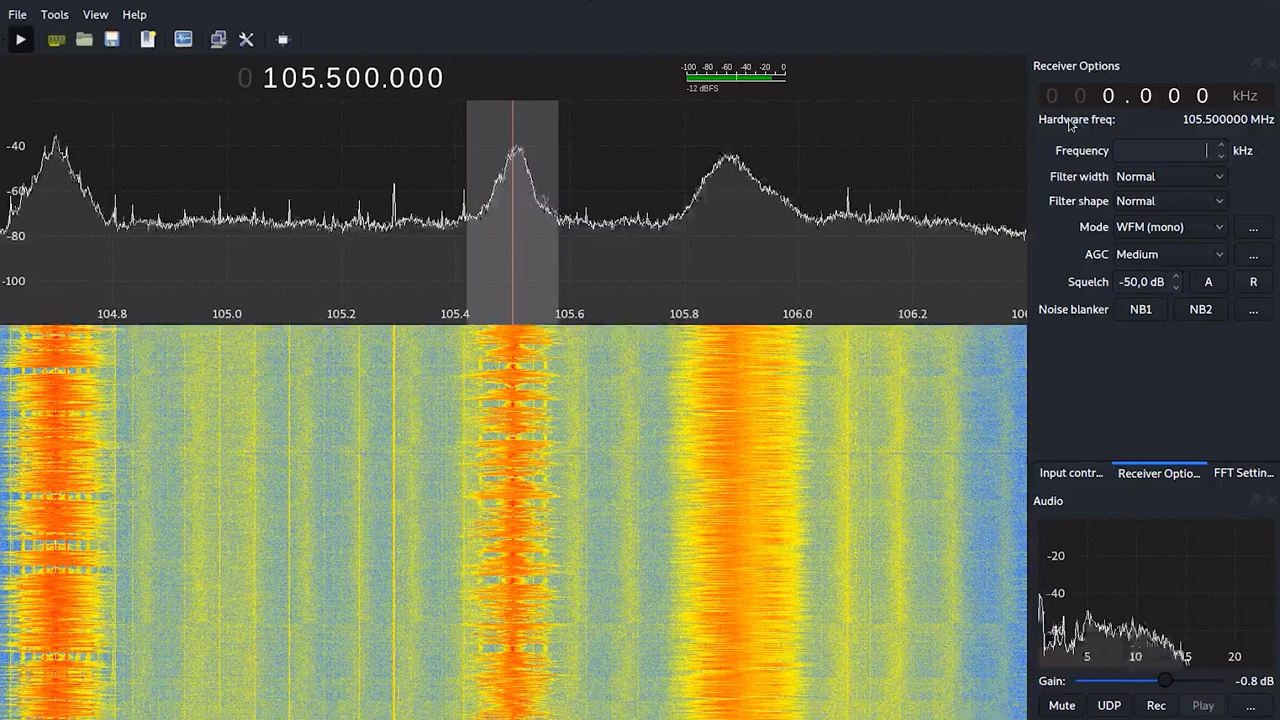 File Tools View Help
0 105.500.000
-100 -80 -60 -40 -20 0
-12 dBFS
-40
-60
-80
-100
104.8 105.0 105.2 105.4 105.6 105.8 106.0 106.2
Receiver Options
0 0 0.000 kHz
Hardware freq: 105.500000 MHz
Frequency kHz
Filter width Normal
Filter shape Normal
Mode WFM (mono) ...
AGC Medium ...
Squelch -50,0 dB A R
Noise blanker NB1 NB2 ...
Input contr... Receiver Optio... FFT Settin...
Audio
-20
-40
5 10 15 20
Gain: -0.8 dB
Mute UDP Rec Play ...